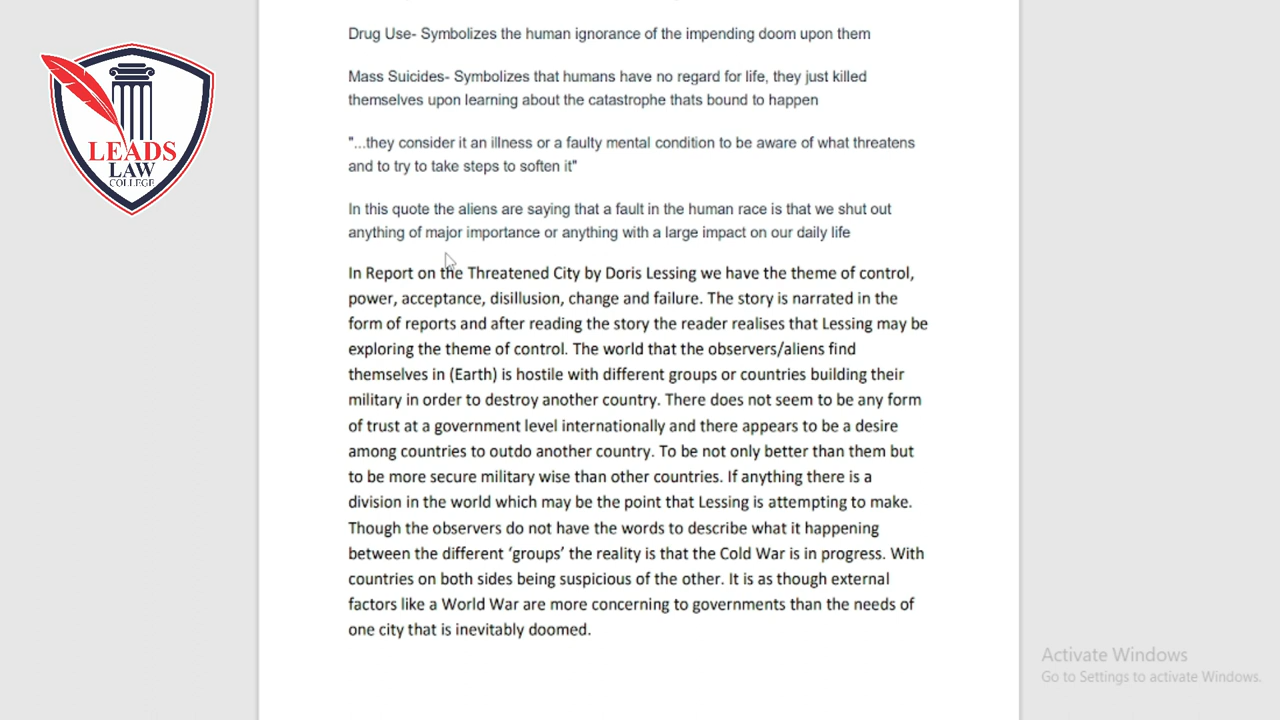 Drug Use- Symbolizes the human ignorance of the impending doom upon them
LEADS
LAW
COLLEGE
Mass Suicides- Symbolizes that humans have no regard for life, they just killed
themselves upon learning about the catastrophe thats bound to happen
"...they consider it an illness or a faulty mental condition to be aware of what threatens
and to try to take steps to soften it"
In this quote the aliens are saying that a fault in the human race is that we shut out
anything of major importance or anything with a large impact on our daily life
In Report on the Threatened City by Doris Lessing we have the theme of control,
power, acceptance, disillusion, change and failure. The story is narrated in the
form of reports and after reading the story the reader realises that Lessing may be
exploring the theme of control. The world that the observers/aliens find
themselves in (Earth) is hostile with different groups or countries building their
military in order to destroy another country. There does not seem to be any form
of trust at a government level internationally and there appears to be a desire
among countries to outdo another country. To be not only better than them but
to be more secure military wise than other countries. If anything there is a
division in the world which may be the point that Lessing is attempting to make.
Though the observers do not have the words to describe what it happening
between the different ‘groups’ the reality is that the Cold War is in progress. With
countries on both sides being suspicious of the other. It is as though external
factors like a World War are more concerning to governments than the needs of
one city that is inevitably doomed.
Activate Windows
Go to Settings to activate Windows.